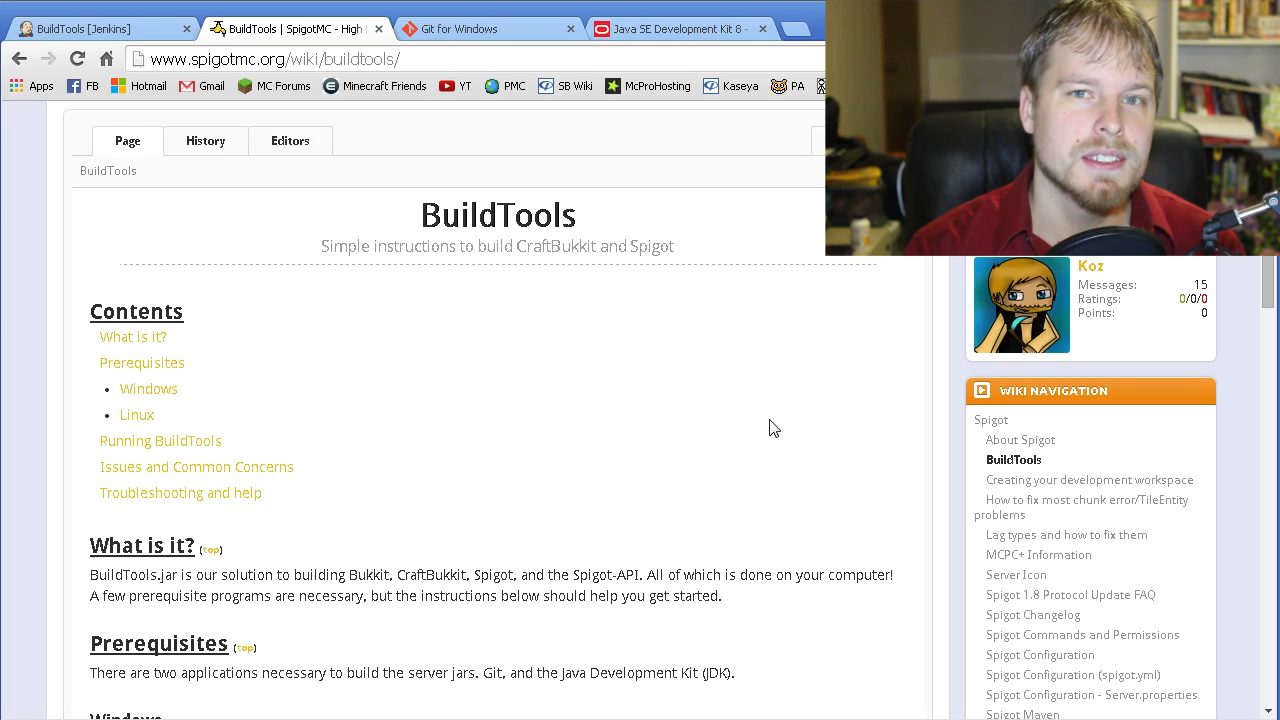 BuildTools [Jenkins]
BuildTools | SpigotMC - High
Git for Windows
Java SE Development Kit 8 -
www.spigotmc.org/wiki/buildtools/
Apps FB Hotmail Gmail MC Forums Minecraft Friends YT PMC SB Wiki McProHosting Kaseya PA
Page History Editors
BuildTools
BuildTools
Simple instructions to build CraftBukkit and Spigot
Contents
What is it?
Prerequisites
Windows
Linux
Running BuildTools
Issues and Common Concerns
Troubleshooting and help
What is it? (top)
BuildTools.jar is our solution to building Bukkit, CraftBukkit, Spigot, and the Spigot-API. All of which is done on your computer!
A few prerequisite programs are necessary, but the instructions below should help you get started.
Prerequisites (top)
There are two applications necessary to build the server jars. Git, and the Java Development Kit (JDK).
Windows
Koz
Messages: 15
Ratings: 0/0/0
Points: 0
WIKI NAVIGATION
Spigot
About Spigot
BuildTools
Creating your development workspace
How to fix most chunk error/TileEntity
problems
Lag types and how to fix them
MCPC+ Information
Server Icon
Spigot 1.8 Protocol Update FAQ
Spigot Changelog
Spigot Commands and Permissions
Spigot Configuration
Spigot Configuration (spigot.yml)
Spigot Configuration - Server.properties
Spigot Maven